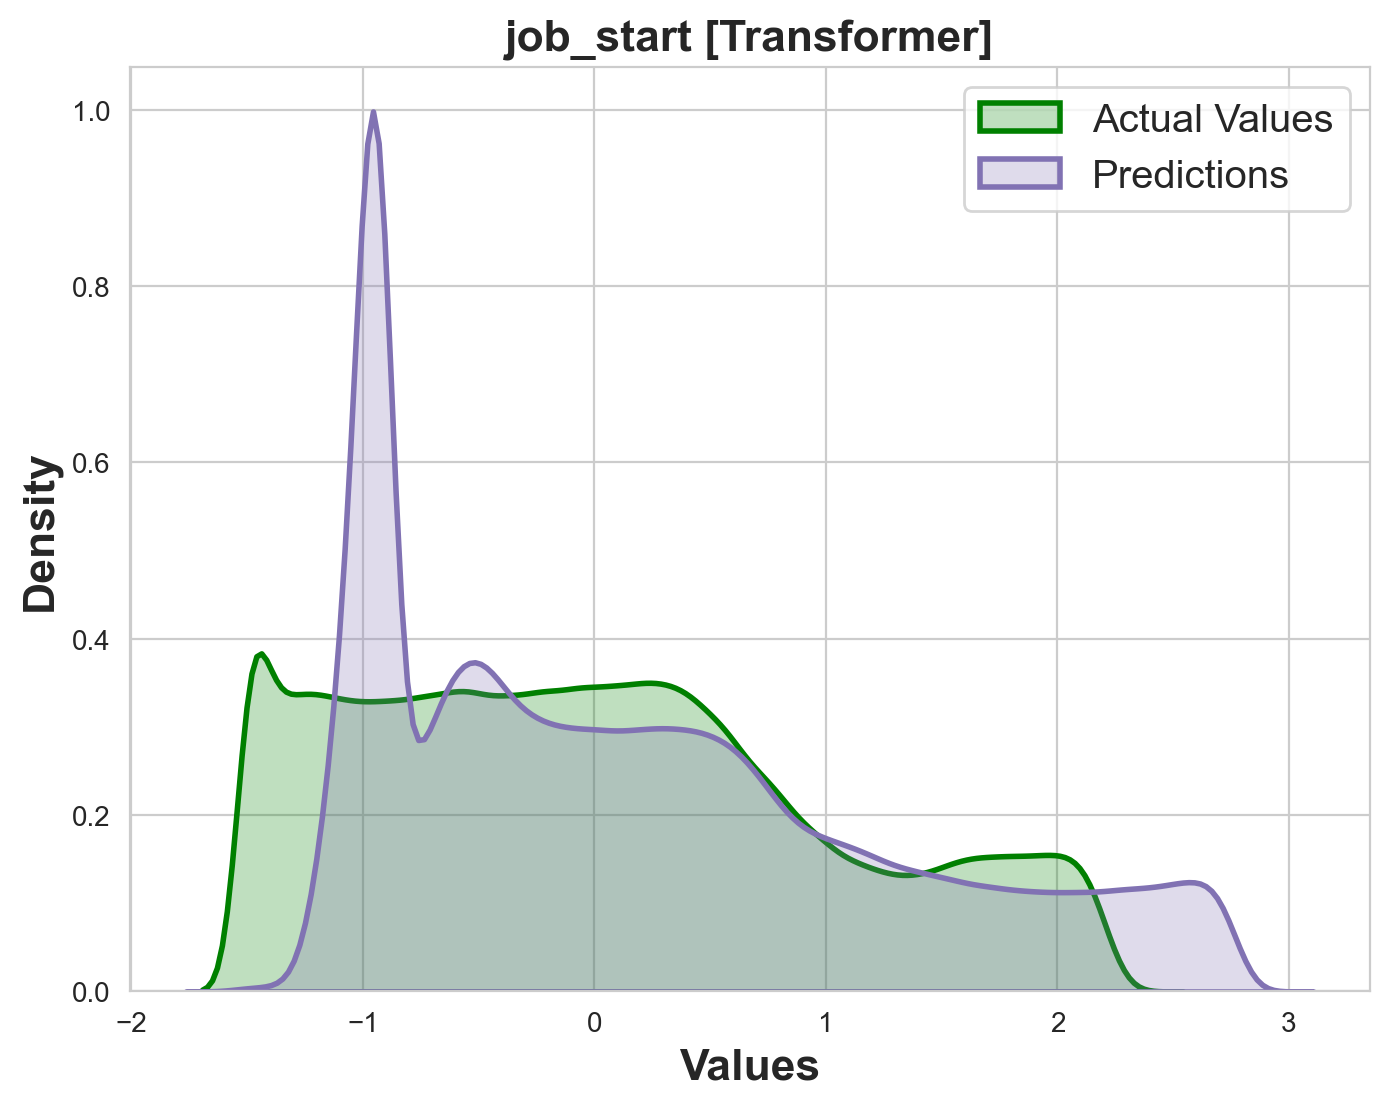 job_start [Transformer]
Actual Values
Predictions
Density
1.0
0.8
0.6
0.4
0.2
0.0
−2
−1
0
1
2
3
Values